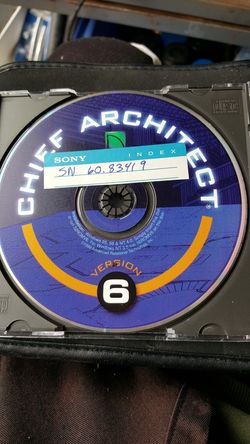 CHIEF ARCHITECT
SONY INDEX
SN 60.83419
VERSION
6